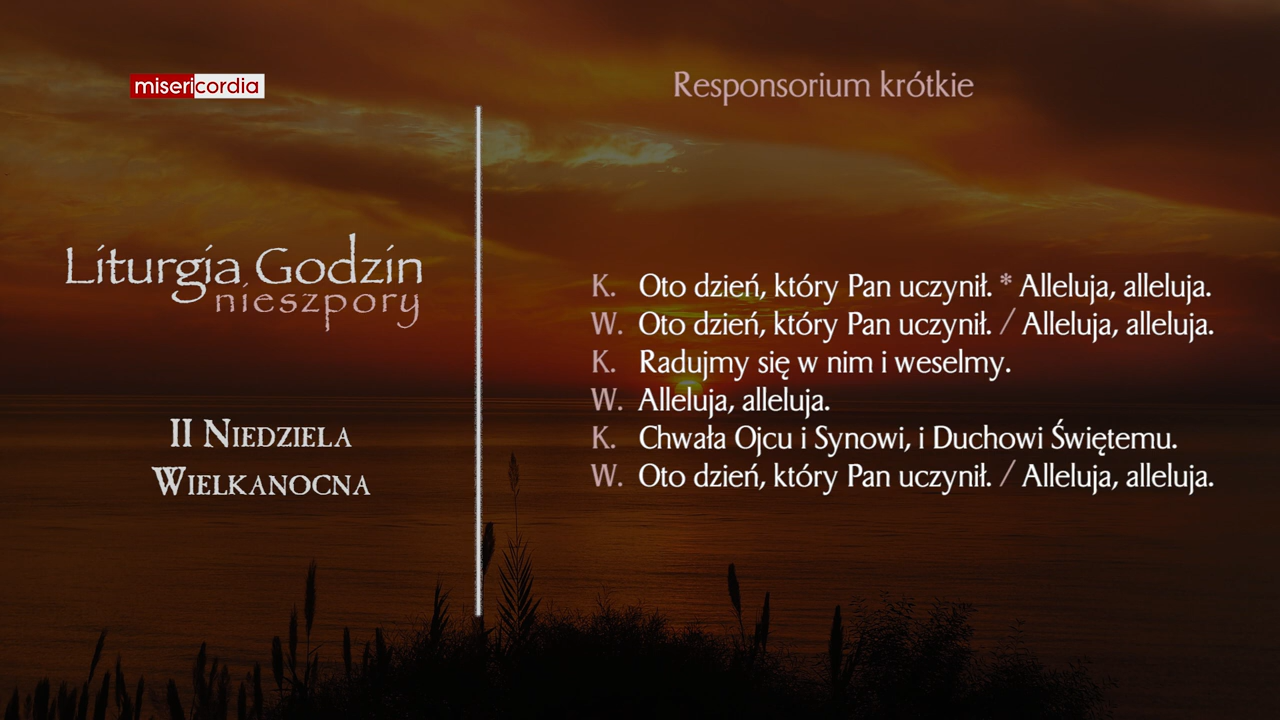 misericordia
Liturgia Godzin
nieszpory
II Niedziela
Wielkanocna
Responsorium krótkie
K. Oto dzień, który Pan uczynił. * Alleluja, alleluja.
W. Oto dzień, który Pan uczynił. / Alleluja, alleluja.
K. Radujmy się w nim i weselmy.
W. Alleluja, alleluja.
K. Chwała Ojcu i Synowi, i Duchowi Świętemu.
W. Oto dzień, który Pan uczynił. / Alleluja, alleluja.